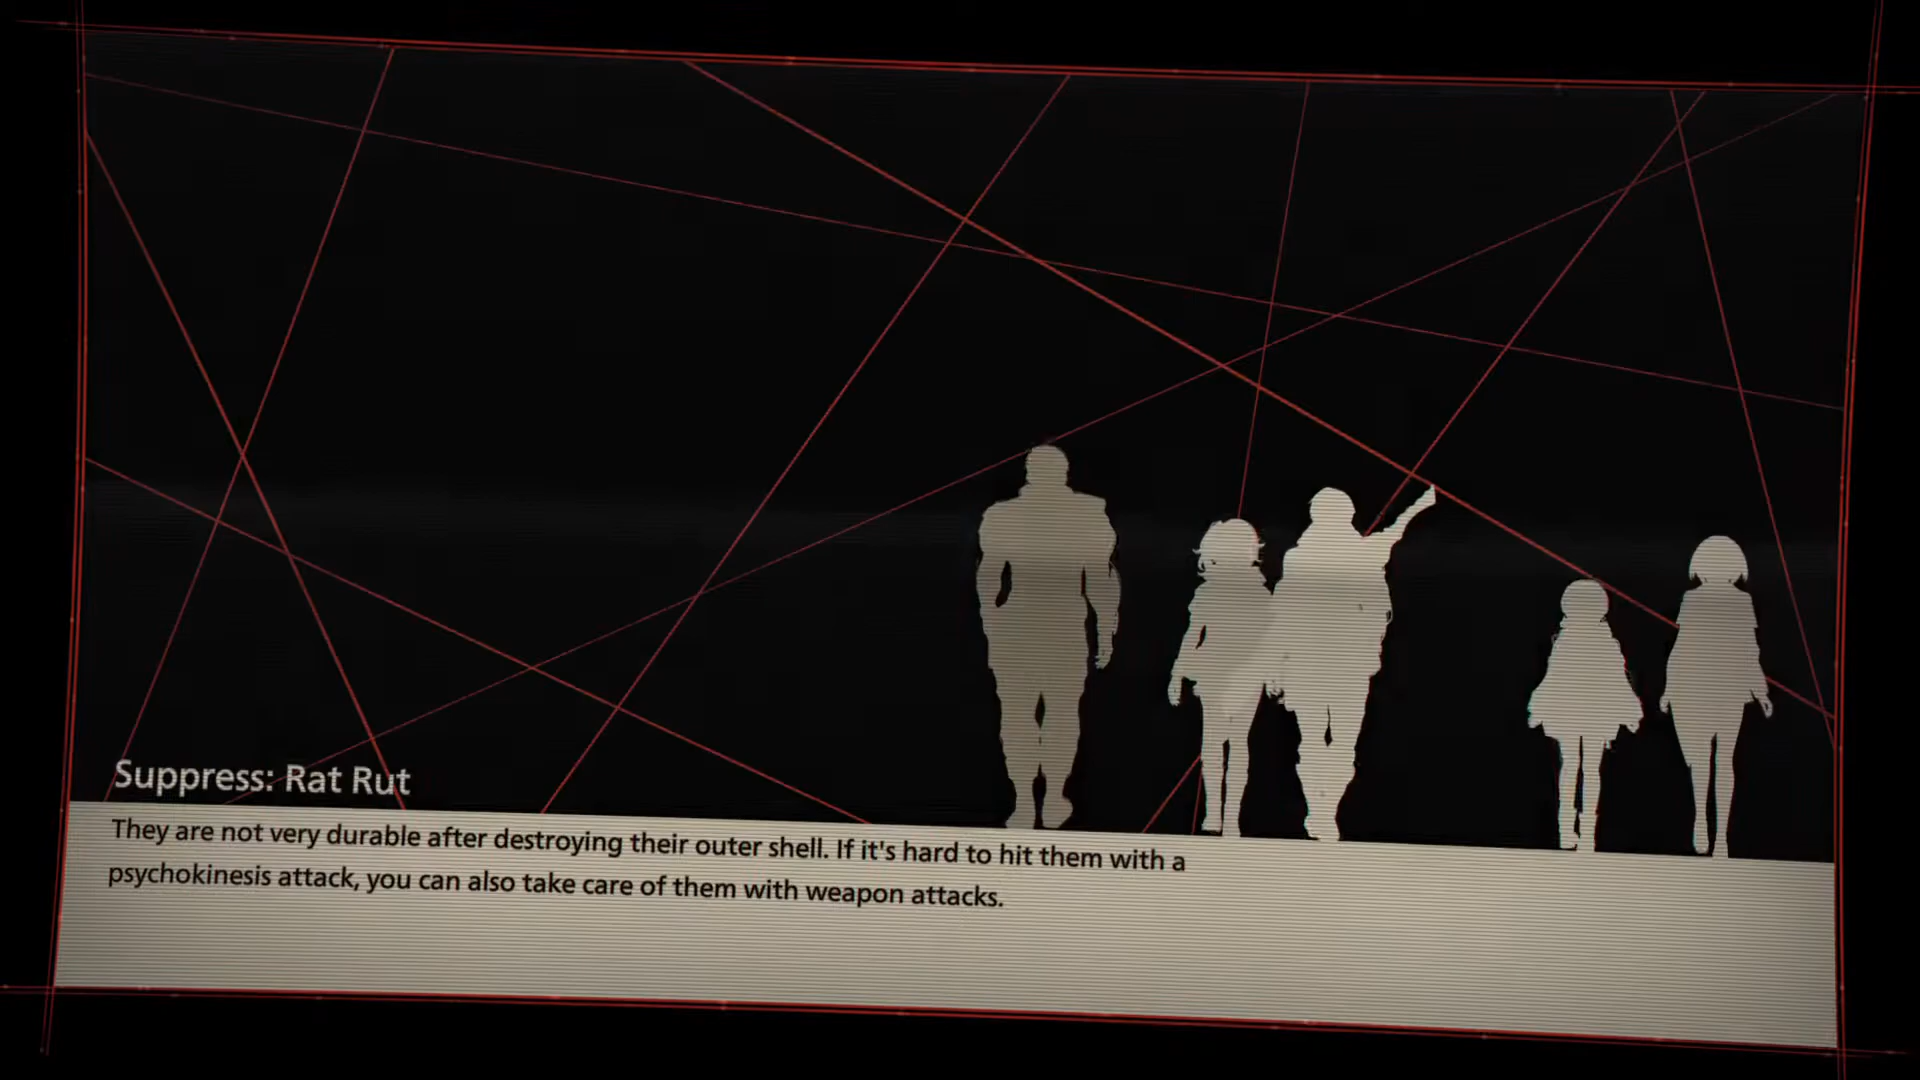 Suppress: Rat Rut
They are not very durable after destroying their outer shell. If it's hard to hit them with a
psychokinesis attack, you can also take care of them with weapon attacks.